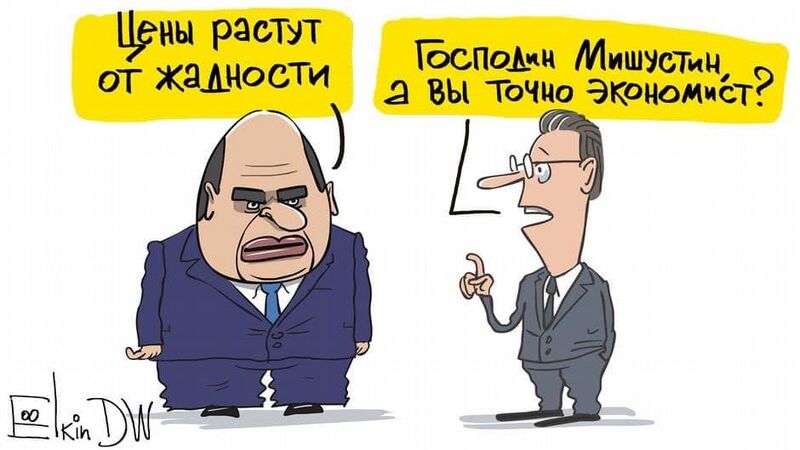 Цены растут
от жадности
Господин Мишустин,
а вы точно экономист?
Elkin DW